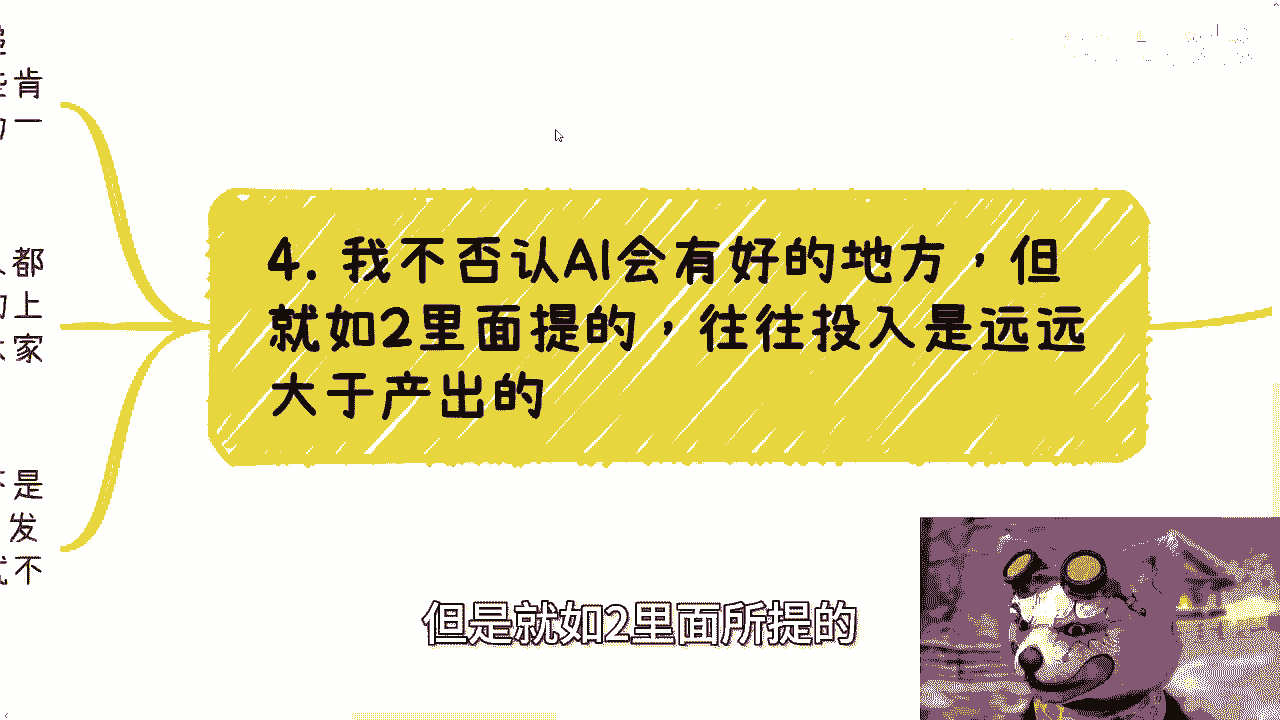 肯
一
都
上
家
是
发
不
4. 我不否认AI会有好的地方，但
就如2里面提的，往往投入是远远
大于产出的
但是就如2里面所提的